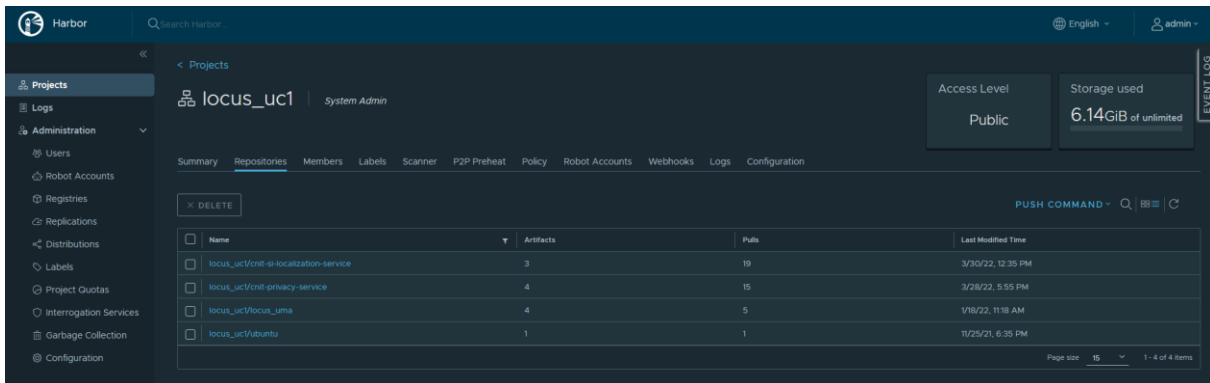 Harbor
Search Harbor...
English
admin
«
EVENT LOG
Projects
Logs
Administration
Users
Robot Accounts
Registries
Replications
Distributions
Labels
Project Quotas
Interrogation Services
Garbage Collection
Configuration
< Projects
locus_uc1 System Admin
Access Level
Public
Storage used
6.14GiB of unlimited
Summary Repositories Members Labels Scanner P2P Preheat Policy Robot Accounts Webhooks Logs Configuration
× DELETE
PUSH COMMAND
Name Artifacts Pulls Last Modified Time
locus_uc1/cnit-si-localization-service 3 19 3/30/22, 12:35 PM
locus_uc1/cnit-privacy-service 4 15 3/28/22, 5:55 PM
locus_uc1/locus_uma 4 5 1/18/22, 11:18 AM
locus_uc1/ubuntu 1 1 11/25/21, 6:35 PM
Page size 15 1 - 4 of 4 items